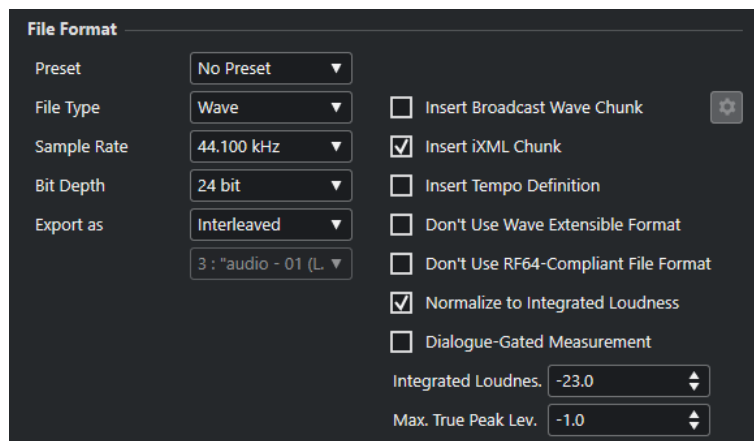 File Format
Preset
No Preset
File Type
Wave
Insert Broadcast Wave Chunk
Sample Rate
44.100 kHz
Insert iXML Chunk
Bit Depth
24 bit
Insert Tempo Definition
Export as
Interleaved
Don't Use Wave Extensible Format
3 : "audio - 01 (L.
Don't Use RF64-Compliant File Format
Normalize to Integrated Loudness
Dialogue-Gated Measurement
Integrated Loudnes.
-23.0
Max. True Peak Lev.
-1.0